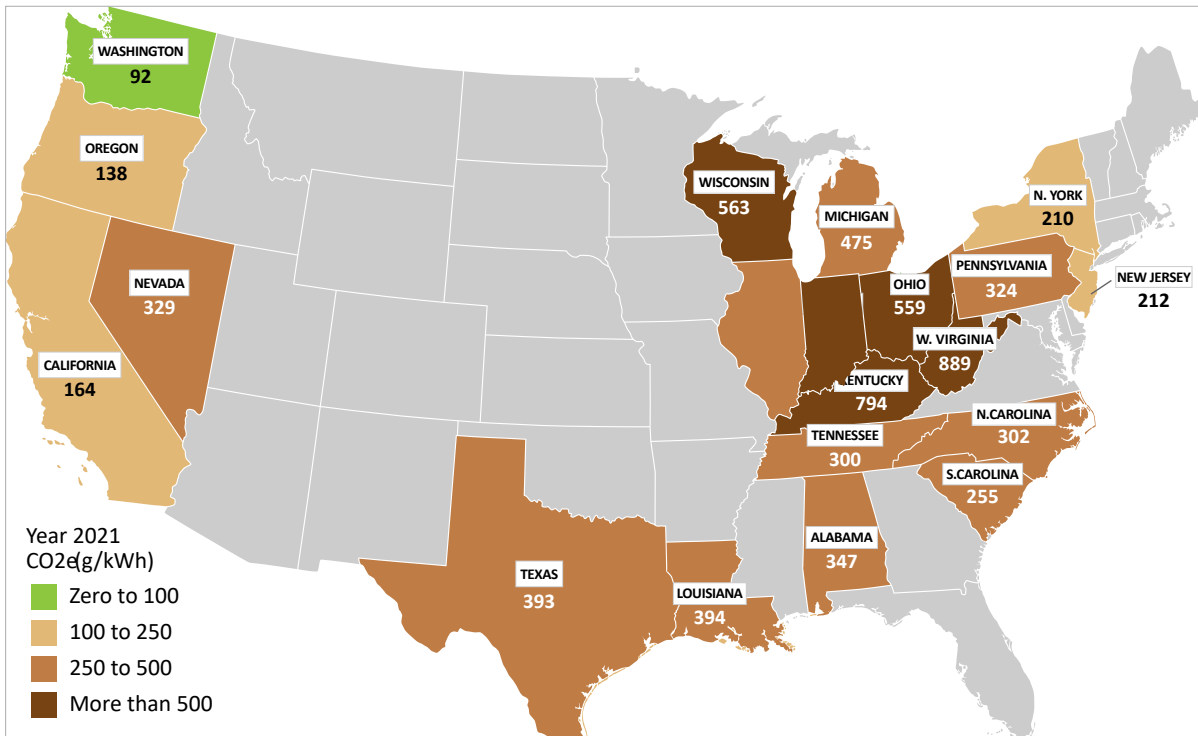 WASHINGTON
92
OREGON
138
NEVADA
329
CALIFORNIA
164
WISCONSIN
563
MICHIGAN
475
N. YORK
210
PENNSYLVANIA
324
NEW JERSEY
212
OHIO
559
W. VIRGINIA
889
KENTUCKY
794
TENNESSEE
300
N.CAROLINA
302
S.CAROLINA
255
ALABAMA
347
TEXAS
393
LOUISIANA
394
Year 2021
CO2e(g/kWh)
Zero to 100
100 to 250
250 to 500
More than 500